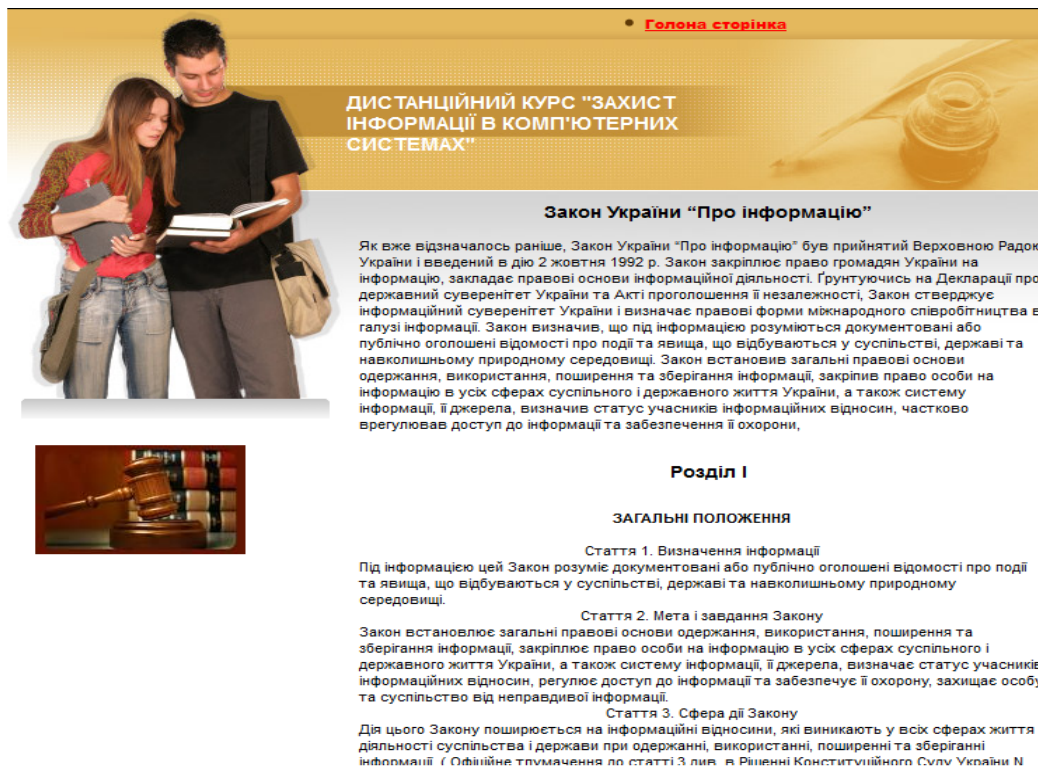 Голона сторінка
ДИСТАНЦІЙНИЙ КУРС "ЗАХИСТ
ІНФОРМАЦІЇ В КОМП'ЮТЕРНИХ
СИСТЕМАХ"
Закон України “Про інформацію”
Як вже відзначалось раніше, Закон України “Про інформацію” був прийнятий Верховною Радою
України і введений в дію 2 жовтня 1992 р. Закон закріплює право громадян України на
інформацію, закладає правові основи інформаційної діяльності. Ґрунтуючись на Декларації про
державний суверенітет України та Акті проголошення її незалежності, Закон стверджує
інформаційний суверенітет України і визначає правові форми міжнародного співробітництва в
галузі інформації. Закон визначив, що під інформацією розуміються документовані або
публічно оголошені відомості про події та явища, що відбуваються у суспільстві, державі та
навколишньому природному середовищі. Закон встановив загальні правові основи
одержання, використання, поширення та зберігання інформації, закріпив право особи на
інформацію в усіх сферах суспільного і державного життя України, а також систему
інформації, її джерела, визначив статус учасників інформаційних відносин, частково
врегулював доступ до інформації та забезпечення її охорони,
Розділ I
ЗАГАЛЬНІ ПОЛОЖЕННЯ
Стаття 1. Визначення інформації
Під інформацією цей Закон розуміє документовані або публічно оголошені відомості про події
та явища, що відбуваються у суспільстві, державі та навколишньому природному
середовищі.
Стаття 2. Мета і завдання Закону
Закон встановлює загальні правові основи одержання, використання, поширення та
зберігання інформації, закріплює право особи на інформацію в усіх сферах суспільного і
державного життя України, а також систему інформації, її джерела, визначає статус учасників
інформаційних відносин, регулює доступ до інформації та забезпечує її охорону, захищає особу
та суспільство від неправдивої інформації.
Стаття 3. Сфера дії Закону
Дія цього Закону поширюється на інформаційні відносини, які виникають у всіх сферах життя і
діяльності суспільства і держави при одержанні, використанні, поширенні та зберіганні
інформації. ( Офіційне тлумачення до статті 3 див. в Рішенні Конституційного Суду України N